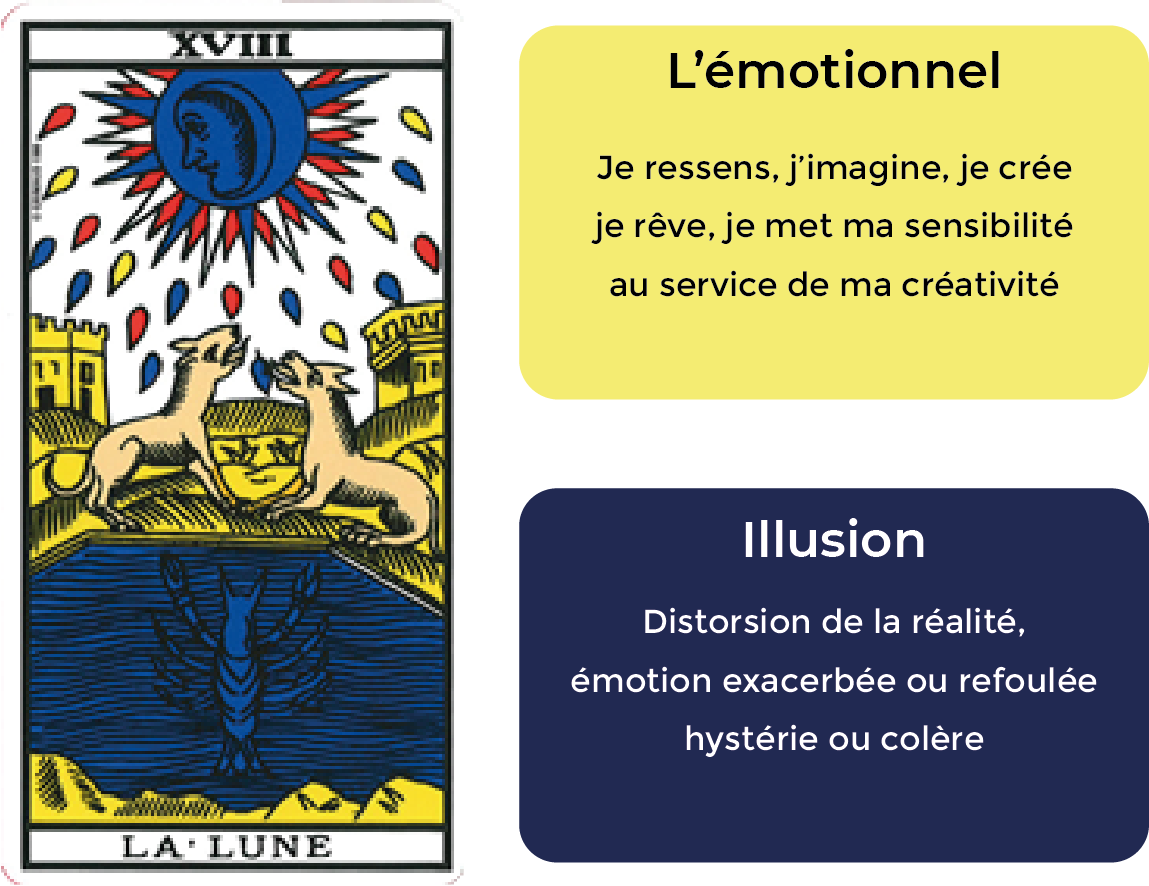 XVIII
LA·LUNE
L’émotionnel
Je ressens, j’imagine, je crée
je rêve, je met ma sensibilité
au service de ma créativité
Illusion
Distorsion de la réalité,
émotion exacerbée ou refoulée
hystérie ou colère